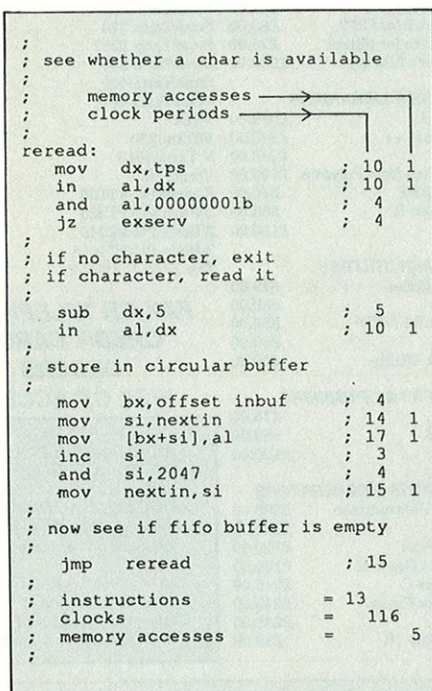 ;
; see whether a char is available
;
; memory accesses
; clock periods
;
reread:
mov dx,tps ; 10 1
in al,dx ; 10 1
and al,00000001b ; 4
jz exserv ; 4
;
; if no character, exit
; if character, read it
;
sub dx,5 ; 5
in al,dx ; 10 1
;
; store in circular buffer
;
mov bx,offset inbuf ; 4
mov si,nextin ; 14 1
mov [bx+si],al ; 17 1
inc si ; 3
and si,2047 ; 4
mov nextin,si ; 15 1
;
; now see if fifo buffer is empty
;
jmp reread ; 15
;
; instructions = 13
; clocks = 116
; memory accesses = 5
;